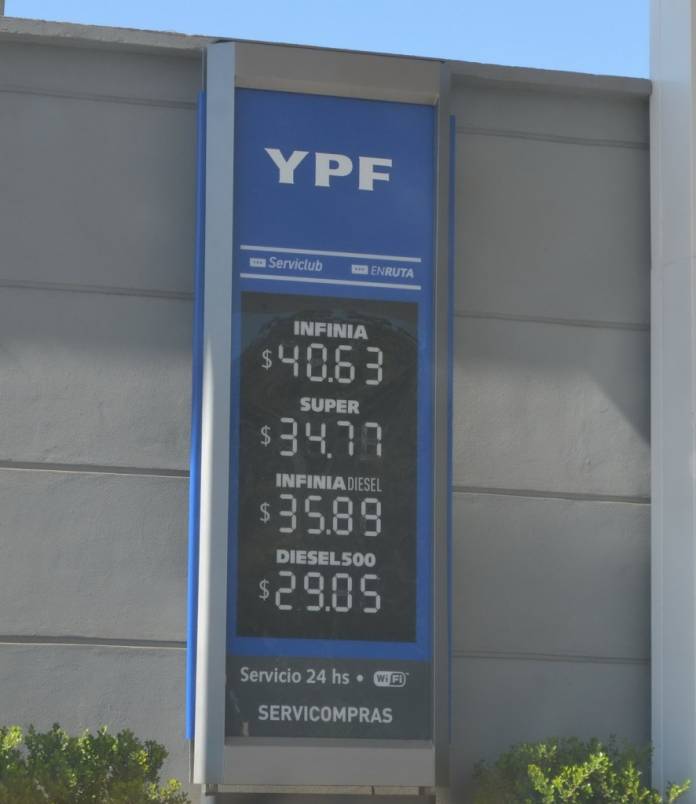 YPF
Serviclub ENRUTA
INFINIA
$40.63
SUPER
$34.77
INFINIA DIESEL
$35.89
DIESEL500
$29.05
Servicio 24 hs • WiFi
SERVICOMPRAS